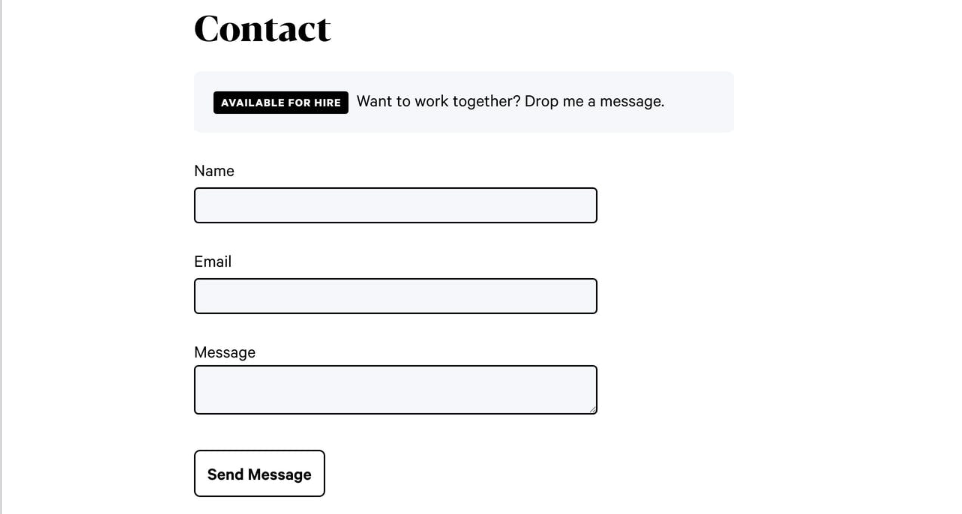 Contact
AVAILABLE FOR HIRE Want to work together? Drop me a message.
Name
Email
Message
Send Message